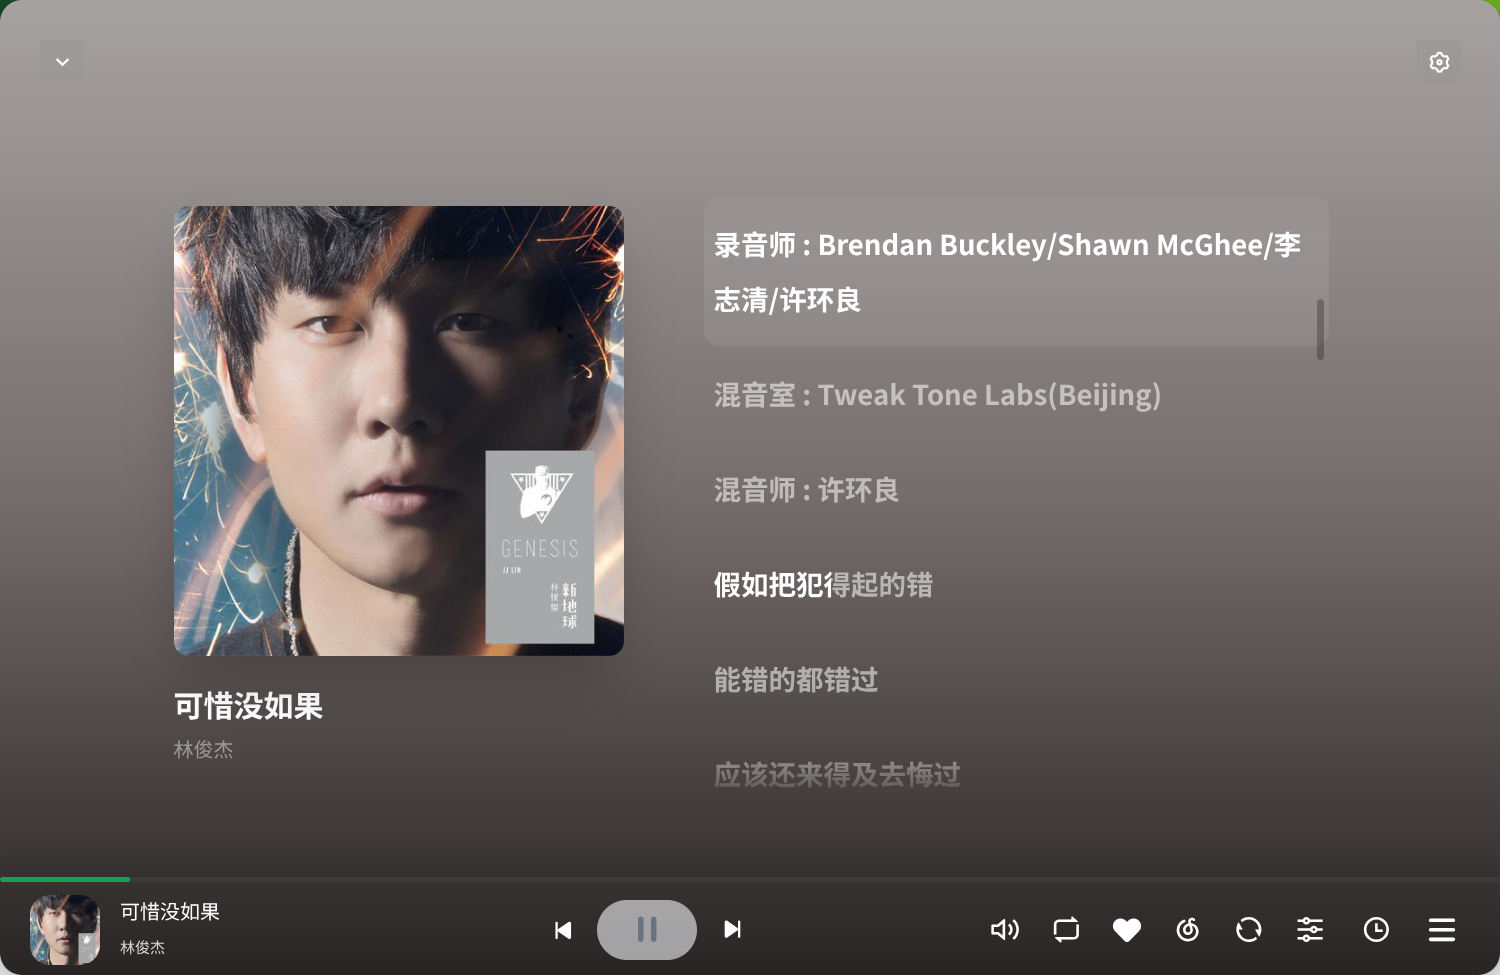 录音师 : Brendan Buckley/Shawn McGhee/李
志清/许环良
混音室 : Tweak Tone Labs(Beijing)
混音师 : 许环良
假如把犯得起的错
能错的都错过
应该还来得及去悔过
GENESIS
JJ LIN
新地球
林俊傑
可惜没如果
林俊杰
可惜没如果
林俊杰